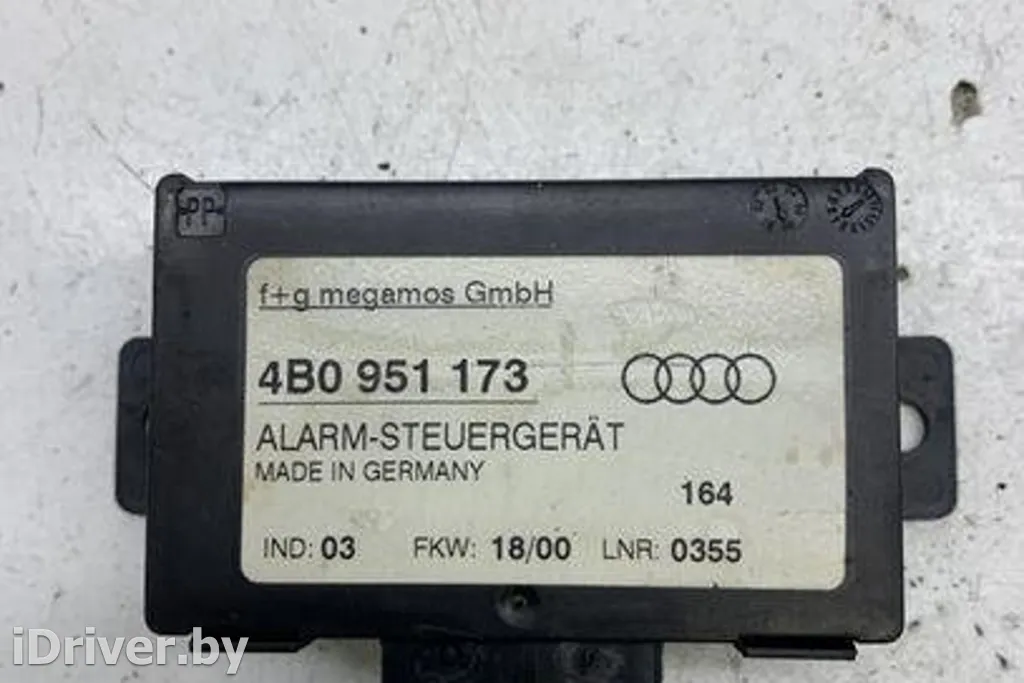 PP
f+g megamos GmbH
4B0 951 173
ALARM-STEUERGERÄT
MADE IN GERMANY
164
IND: 03 FKW: 18/00 LNR: 0355
iDriver.by